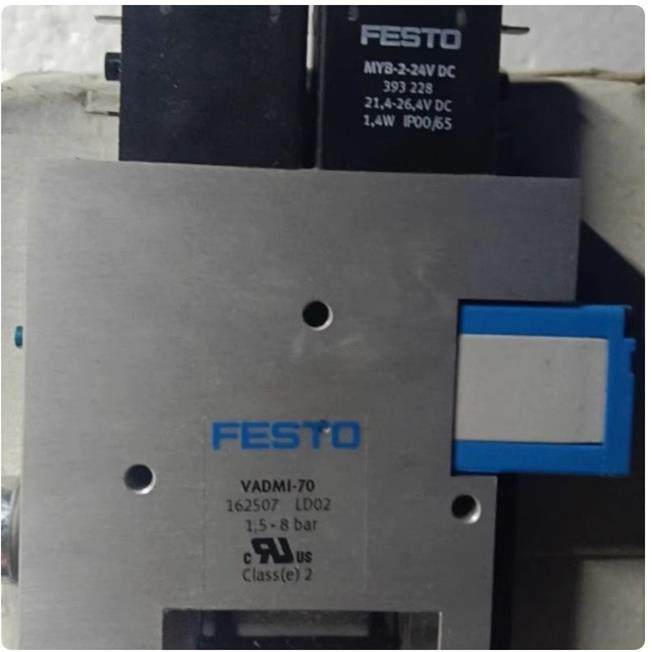 FESTO
MYB-2-24V DC
393 228
21,4-26,4V DC
1,4W IP00/65
FESTO
VADMI-70
162507 LD02
1,5-8 bar
c RU US
Class(e) 2